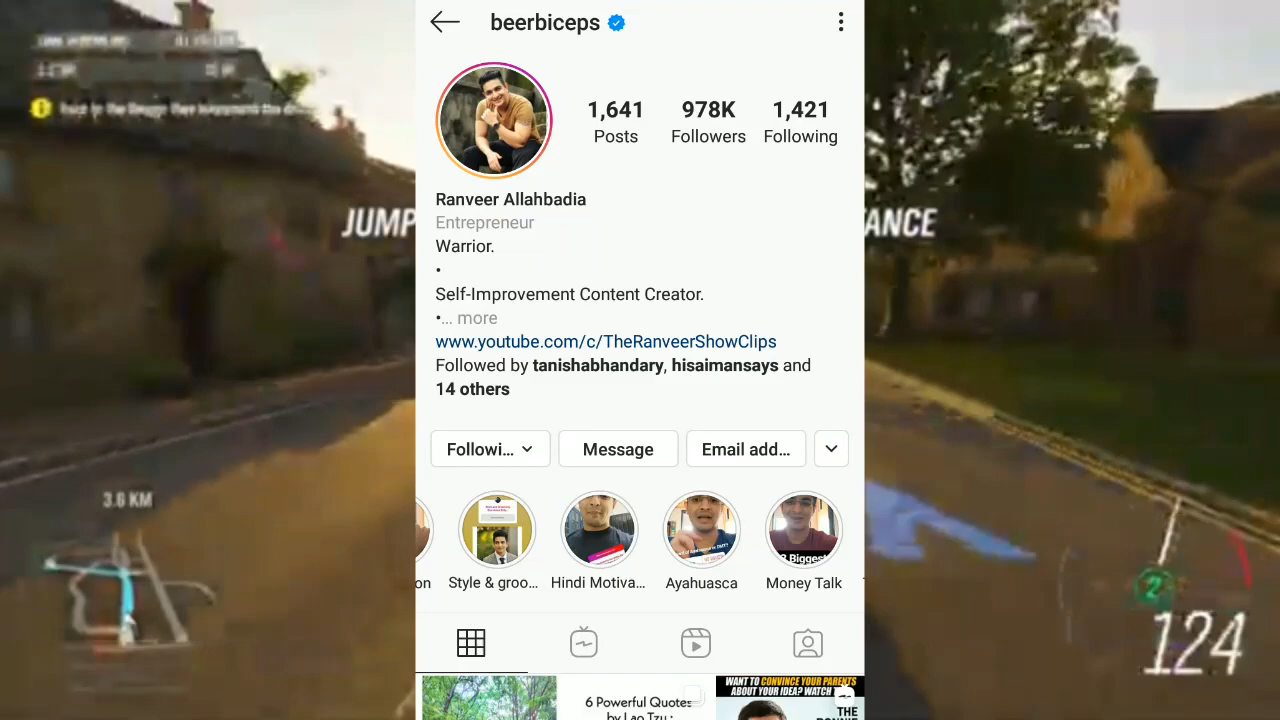 beerbiceps
1,641 978K 1,421
Posts Followers Following
Ranveer Allahbadia
Entrepreneur
Warrior.
•
Self-Improvement Content Creator.
•... more
www.youtube.com/c/TheRanveerShowClips
Followed by tanishabhandary, hisaimansays and
14 others
Followi... Message Email add...
on Style & groo... Hindi Motiva... Ayahuasca Money Talk
6 Powerful Quotes
by Lao Tzu :
WANT TO CONVINCE YOUR PARENTS
ABOUT YOUR IDEA? WATCH
THE
JUMP
ANCE
3.6 KM
2
124